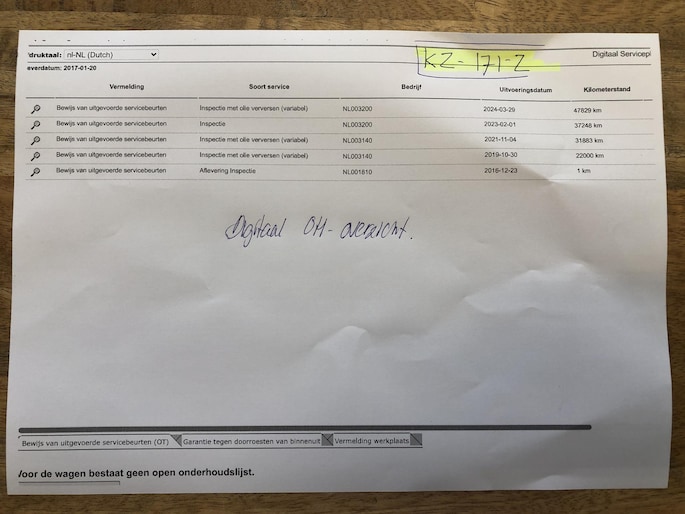 druktaal: nl-NL (Dutch)
KZ-171-Z
Digitaal Servicepl
everdatum: 2017-01-20
Vermelding Soort service Bedrijf Uitvoeringsdatum Kilometerstand
Bewijs van uitgevoerde servicebeurten Inspectie met olie verversen (variabel) NL003200 2024-03-29 47829 km
Bewijs van uitgevoerde servicebeurten Inspectie NL003200 2023-02-01 37248 km
Bewijs van uitgevoerde servicebeurten Inspectie met olie verversen (variabel) NL003140 2021-11-04 31883 km
Bewijs van uitgevoerde servicebeurten Inspectie met olie verversen (variabel) NL003140 2019-10-30 22000 km
Bewijs van uitgevoerde servicebeurten Aflevering Inspectie NL001810 2016-12-23 1 km
Digitaal OH-overzicht.
Bewijs van uitgevoerde servicebeurten (OT) Garantie tegen doorroesten van binnenuit Vermelding werkplaats
Voor de wagen bestaat geen open onderhoudslijst.